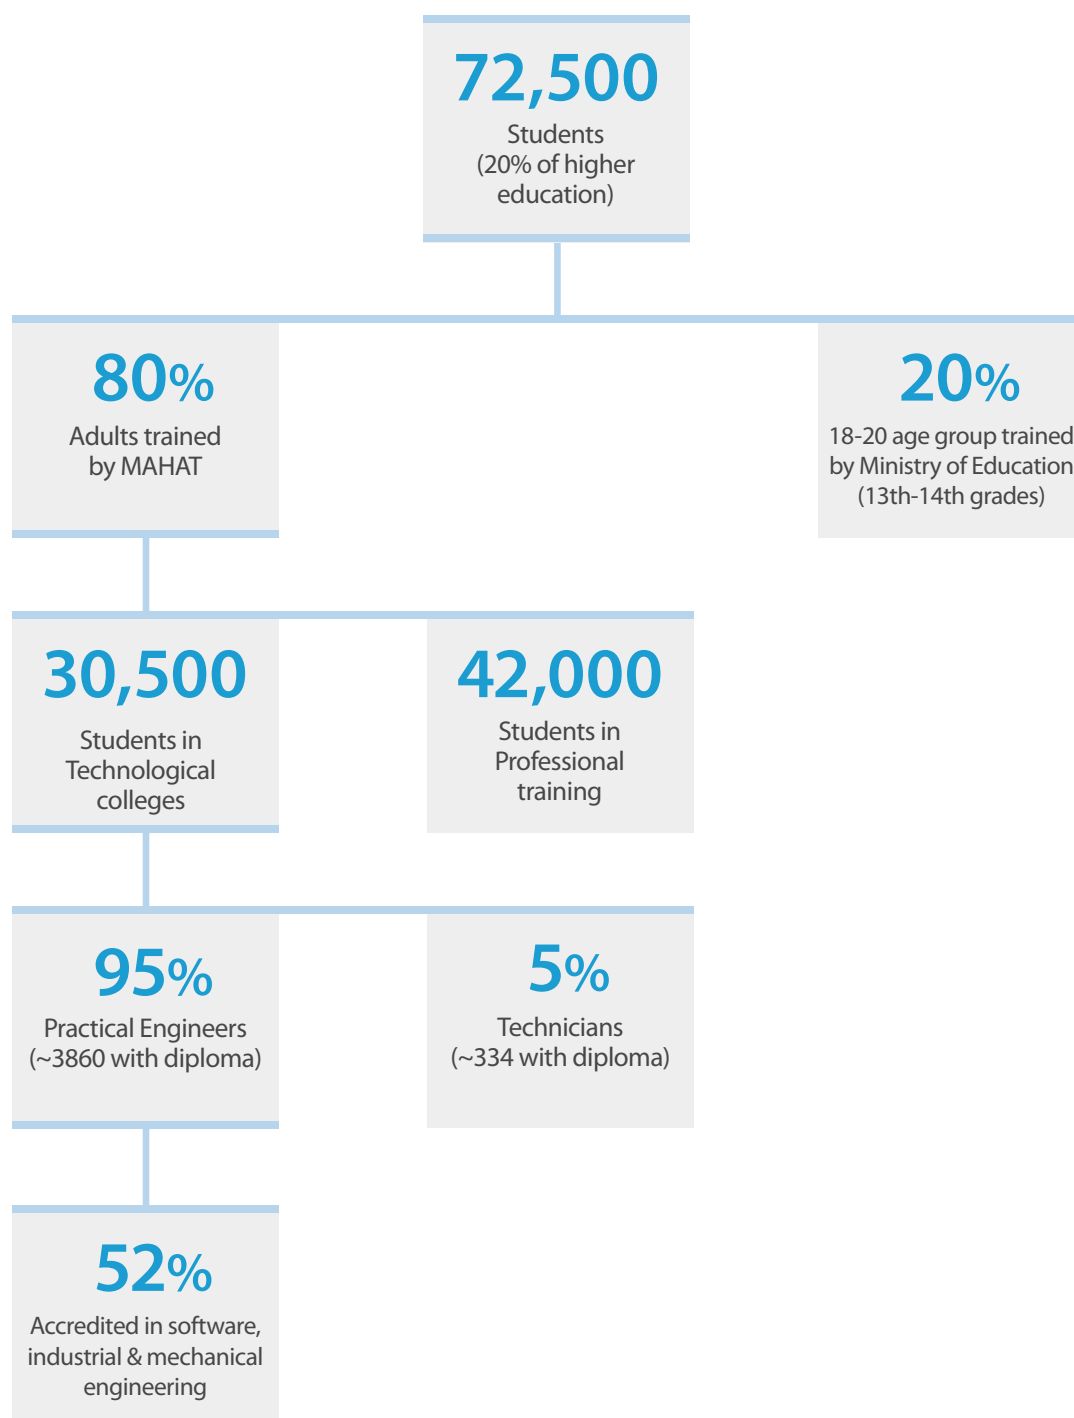 72,500
Students
(20% of higher
education)
80%
Adults trained
by MAHAT
20%
18-20 age group trained
by Ministry of Education
(13th-14th grades)
30,500
Students in
Technological
colleges
42,000
Students in
Professional
training
95%
Practical Engineers
(~3860 with diploma)
5%
Technicians
(~334 with diploma)
52%
Accredited in software,
industrial & mechanical
engineering